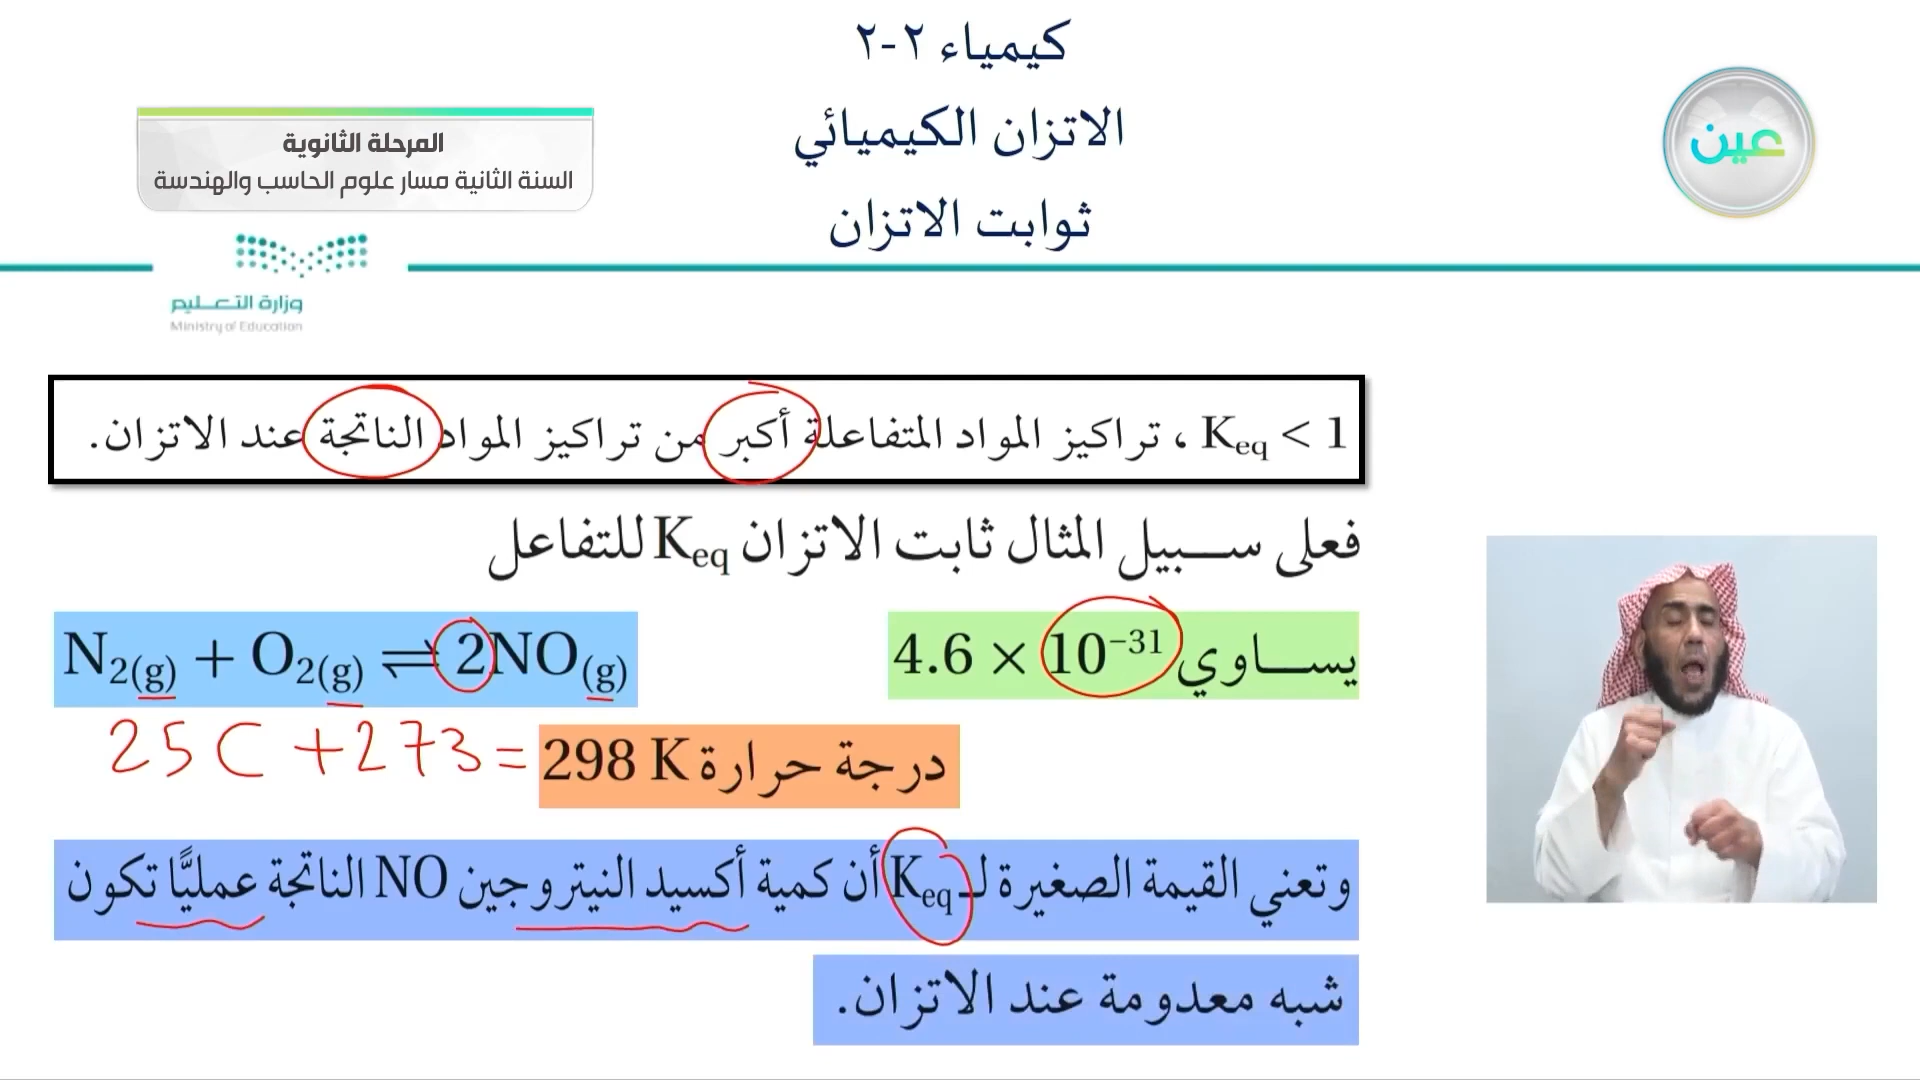 كيمياء ٢-٢
الاتزان الكيميائي
ثوابت الاتزان
عين
المرحلة الثانوية
السنة الثانية مسار علوم الحاسب والهندسة
وزارة التعليم
Ministry of Education
Keq < 1 ، تراكيز المواد المتفاعلة أكبر من تراكيز المواد الناتجة عند الاتزان.
فعلى سبيل المثال ثابت الاتزان Keq للتفاعل
N2(g) + O2(g) ⇌ 2NO(g)
يساوي 4.6 × 10⁻³¹
25 C + 273 =
درجة حرارة 298 K
وتعني القيمة الصغيرة لـ Keq أن كمية أكسيد النيتروجين NO الناتجة عمليًّا تكون
شبه معدومة عند الاتزان.